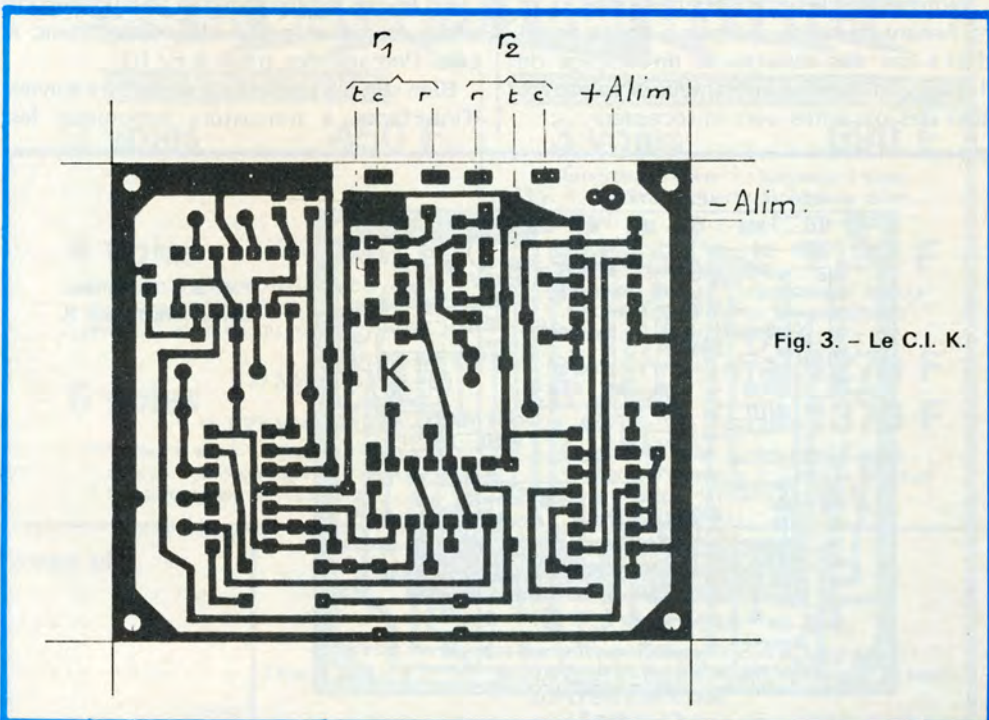 r1 r2
t c r r t c + Alim
- Alim.
K
Fig. 3. – Le C.I. K.